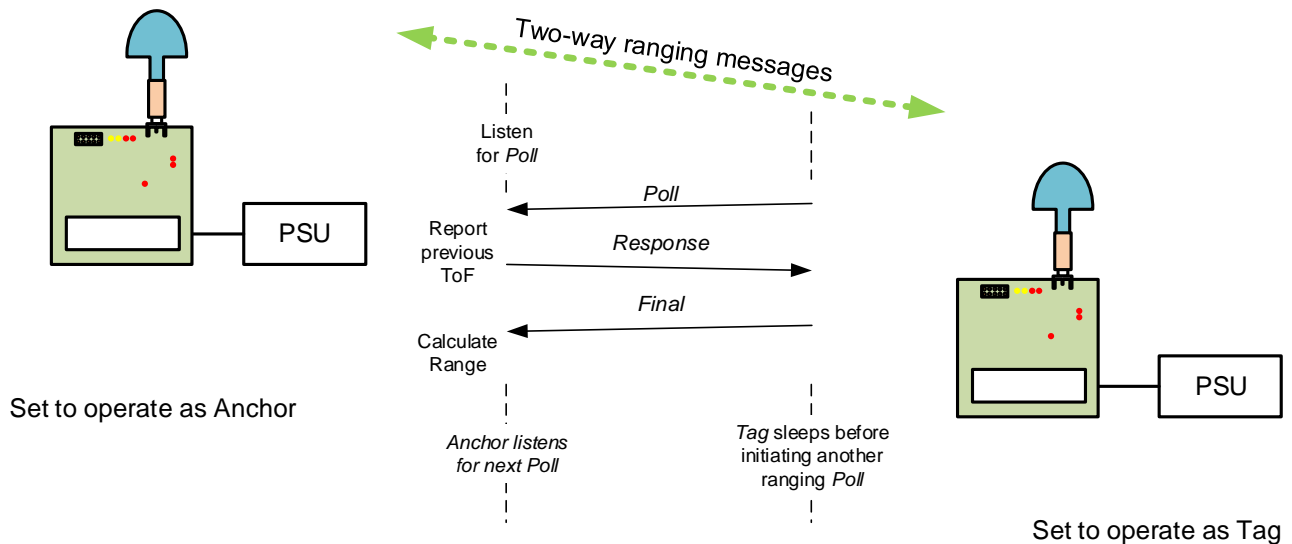 Two-way ranging messages
Listen
for Poll
Poll
Report
previous
ToF
Response
Final
Calculate
Range
PSU
Set to operate as Anchor
PSU
Anchor listens
for next Poll
Tag sleeps before
initiating another
ranging Poll
Set to operate as Tag